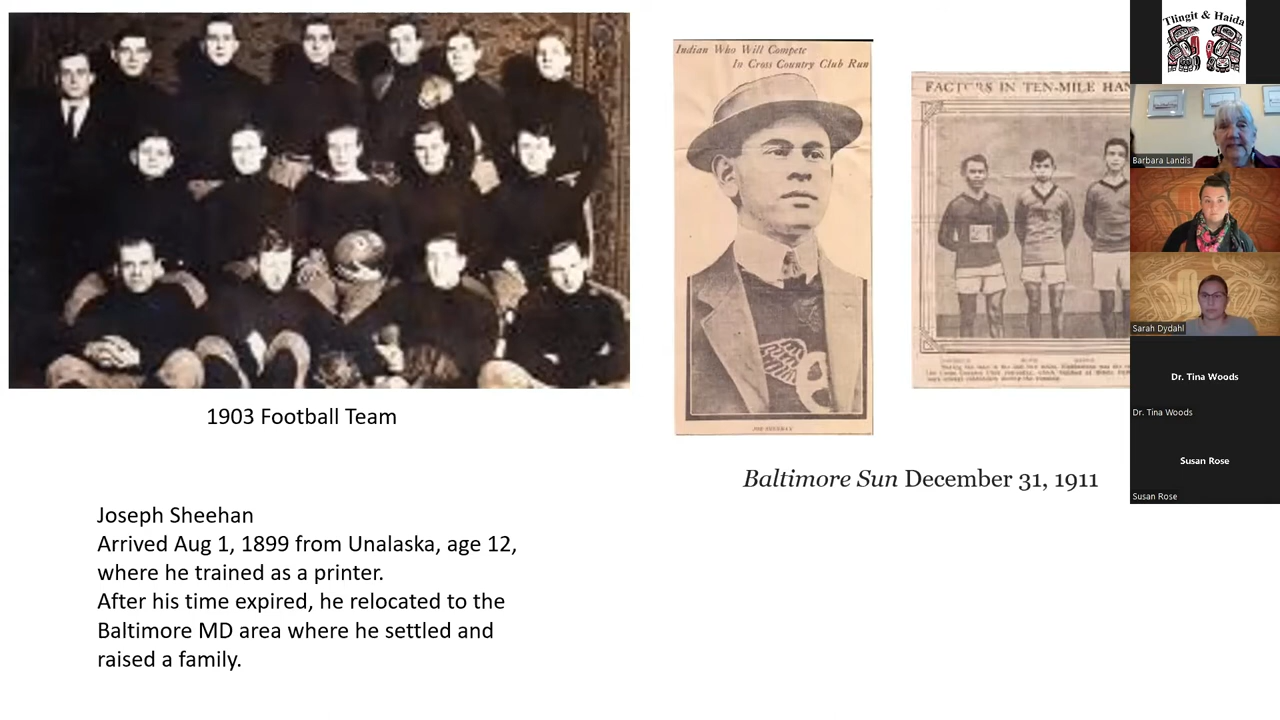 Indian Who Will Compete
In Cross Country Club Run
FACTORS IN TEN-MILE HAN
JOE SHEEHAN
1903 Football Team
Baltimore Sun December 31, 1911
Joseph Sheehan
Arrived Aug 1, 1899 from Unalaska, age 12,
where he trained as a printer.
After his time expired, he relocated to the
Baltimore MD area where he settled and
raised a family.
Tlingit & Haida
Barbara Landis
Sarah Dydahl
Dr. Tina Woods
Dr. Tina Woods
Susan Rose
Susan Rose